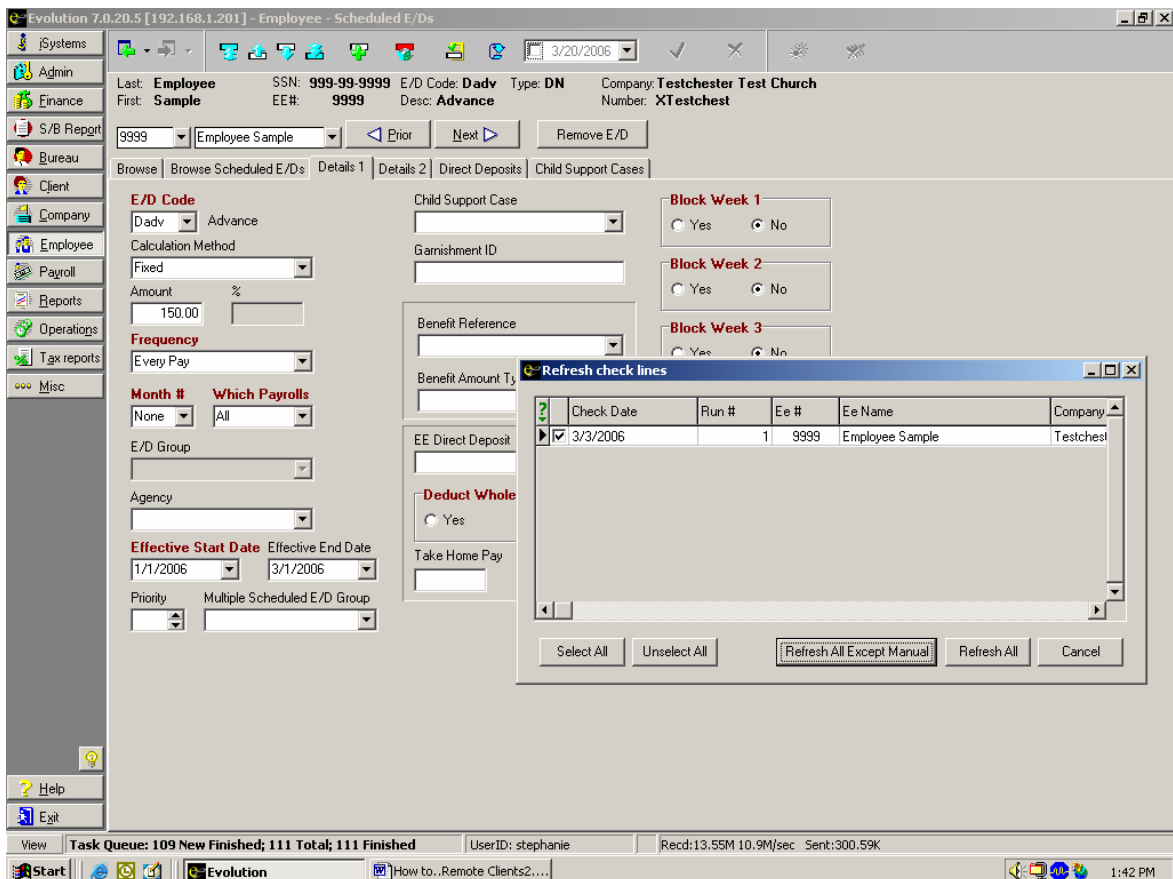 Evolution 7.0.20.5 [192.168.1.201] - Employee - Scheduled E/Ds
iSystems
Admin
Finance
S/B Report
Bureau
Client
Company
Employee
Payroll
Reports
Operations
Tax reports
Misc
Help
Exit
3/20/2006
Last: Employee SSN: 999-99-9999 E/D Code: Dadv Type: DN Company: Testchester Test Church
First: Sample EE#: 9999 Desc: Advance Number: XTestchest
9999 Employee Sample Prior Next Remove E/D
Browse Browse Scheduled E/Ds Details 1 Details 2 Direct Deposits Child Support Cases
E/D Code
Dadv Advance
Calculation Method
Fixed
Amount %
150.00
Frequency
Every Pay
Month # Which Payrolls
None All
E/D Group
Agency
Effective Start Date Effective End Date
1/1/2006 3/1/2006
Priority Multiple Scheduled E/D Group
Child Support Case
Garnishment ID
Benefit Reference
Benefit Amount Ty
EE Direct Deposit
Deduct Whole
Yes
Take Home Pay
Block Week 1
Yes No
Block Week 2
Yes No
Block Week 3
Yes No
Refresh check lines
? Check Date Run # Ee # Ee Name Company
3/3/2006 1 9999 Employee Sample Testchest
Select All Unselect All Refresh All Except Manual Refresh All Cancel
View Task Queue: 109 New Finished; 111 Total; 111 Finished UserID: stephanie Recd:13.55M 10.9M/sec Sent:300.59K
Start Evolution How to..Remote Clients2.... 1:42 PM